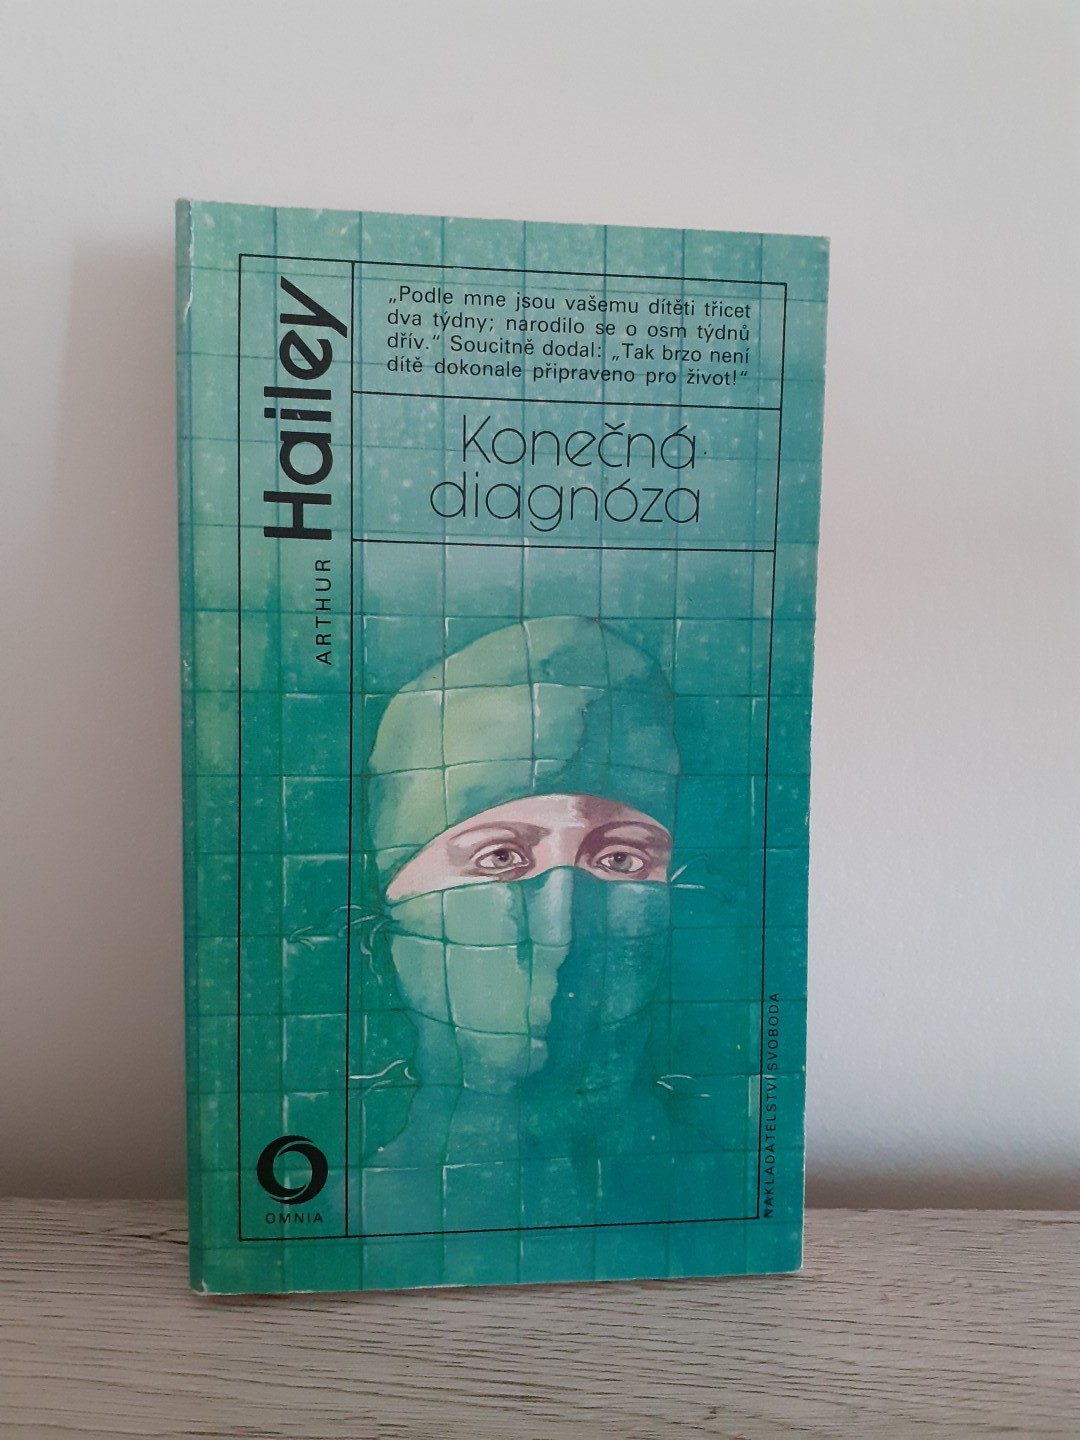 „Podle mne jsou vašemu dítěti třicet
dva týdny; narodilo se o osm týdnů
dřív.“ Soucitně dodal: „Tak brzo není
dítě dokonale připraveno pro život!“
Konečná
diagnóza
ARTHUR Hailey
OMNIA
NAKLADATELSTVÍ SVOBODA